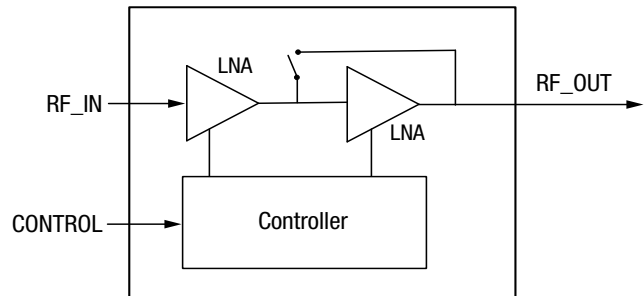 LNA
RF_IN
RF_OUT
LNA
CONTROL
Controller